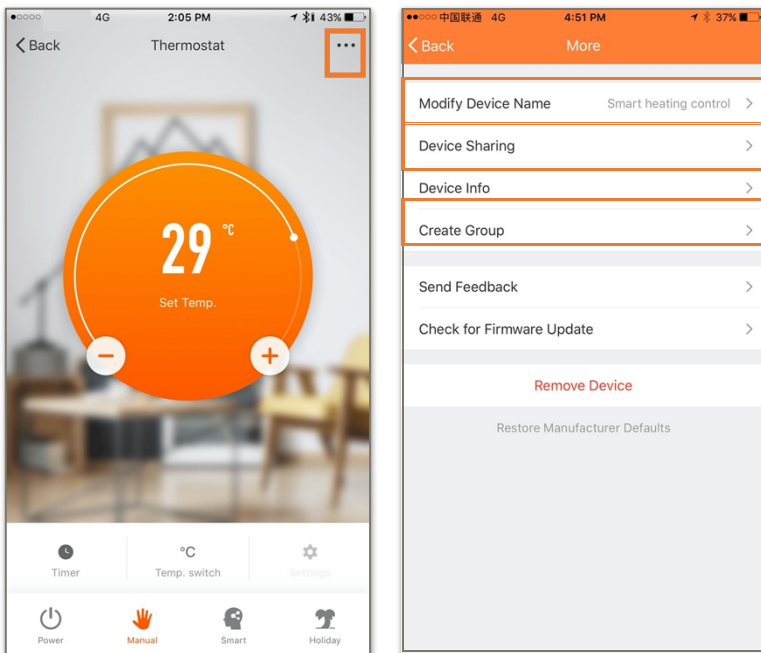 4G 2:05 PM 43%
Back Thermostat •••
29 °C
Set Temp.
− +
Timer
°C
Temp. switch
Settings
Power
Manual
Smart
Holiday
中国联通 4G 4:51 PM 37%
Back More
Modify Device Name Smart heating control
Device Sharing
Device Info
Create Group
Send Feedback
Check for Firmware Update
Remove Device
Restore Manufacturer Defaults